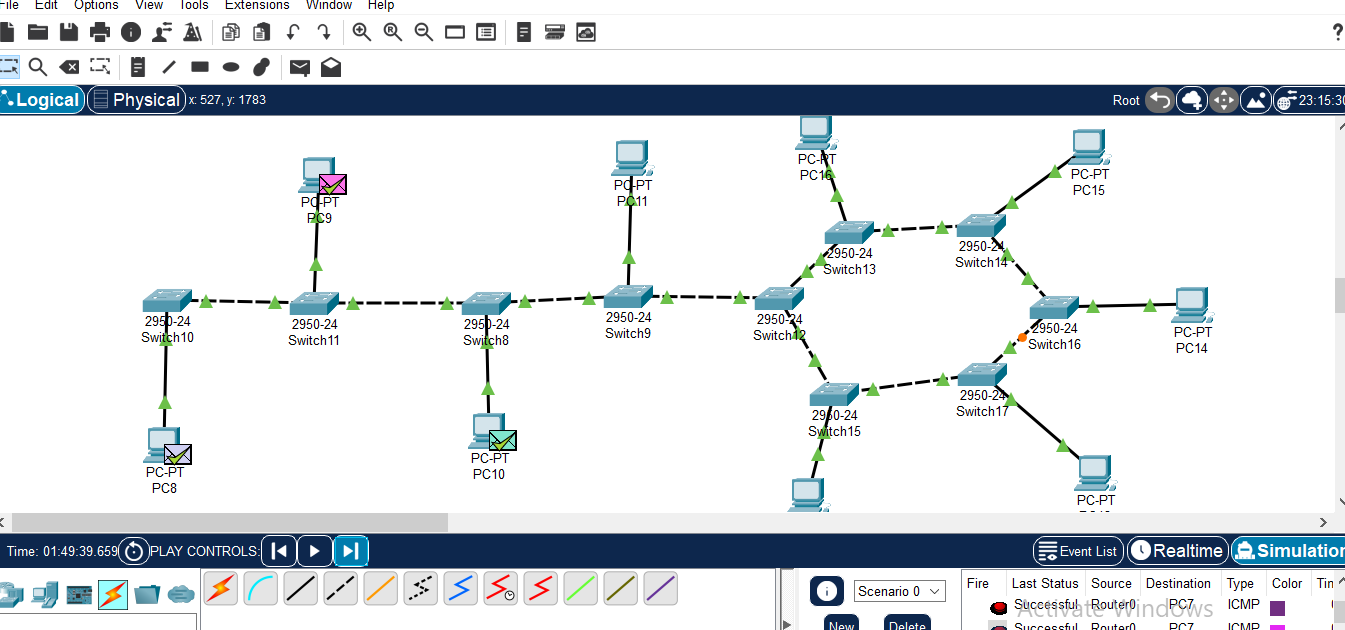 File Edit Options View Tools Extensions Window Help
?
Logical Physical x: 527, y: 1783 Root 23:15:30
PC-PT
PC16
PC-PT
PC15
PC-PT
PC9
PC-PT
PC11
2950-24
Switch13
2950-24
Switch14
2950-24
Switch10
2950-24
Switch11
2950-24
Switch8
2950-24
Switch9
2950-24
Switch12
2950-24
Switch16
PC-PT
PC14
2950-24
Switch15
2950-24
Switch17
PC-PT
PC8
PC-PT
PC10
PC-PT
Time: 01:49:39.659 PLAY CONTROLS: Event List Realtime Simulation
Scenario 0
New Delete
Fire Last Status Source Destination Type Color Tin
Successful Router0 PC7 ICMP
Successful Router0 PC7 ICMP
Activate Windows